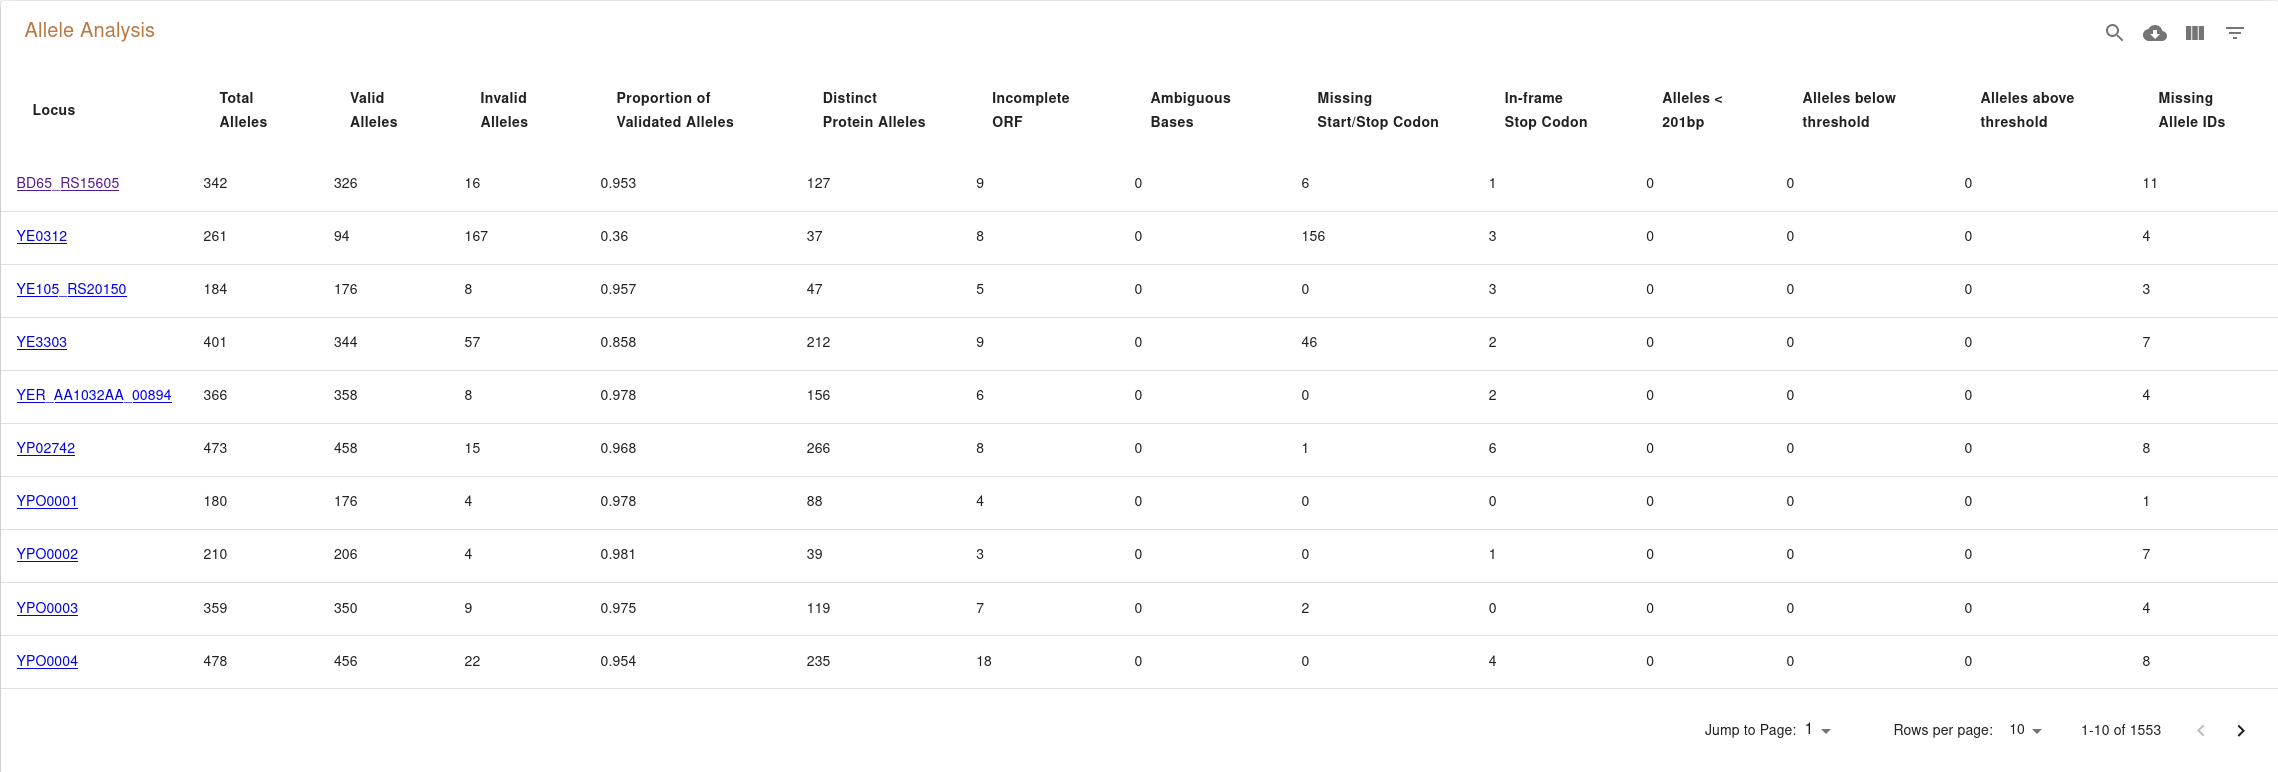 Allele Analysis
Locus Total Alleles Valid Alleles Invalid Alleles Proportion of Validated Alleles Distinct Protein Alleles Incomplete ORF Ambiguous Bases Missing Start/Stop Codon In-frame Stop Codon Alleles < 201bp Alleles below threshold Alleles above threshold Missing Allele IDs
BD65_RS15605 342 326 16 0.953 127 9 0 6 1 0 0 0 11
YE0312 261 94 167 0.36 37 8 0 156 3 0 0 0 4
YE105_RS20150 184 176 8 0.957 47 5 0 0 3 0 0 0 3
YE3303 401 344 57 0.858 212 9 0 46 2 0 0 0 7
YER_AA1032AA_00894 366 358 8 0.978 156 6 0 0 2 0 0 0 4
YP02742 473 458 15 0.968 266 8 0 1 6 0 0 0 8
YPO0001 180 176 4 0.978 88 4 0 0 0 0 0 0 1
YPO0002 210 206 4 0.981 39 3 0 0 1 0 0 0 7
YPO0003 359 350 9 0.975 119 7 0 2 0 0 0 0 4
YPO0004 478 456 22 0.954 235 18 0 0 4 0 0 0 8
Jump to Page: 1 Rows per page: 10 1-10 of 1553